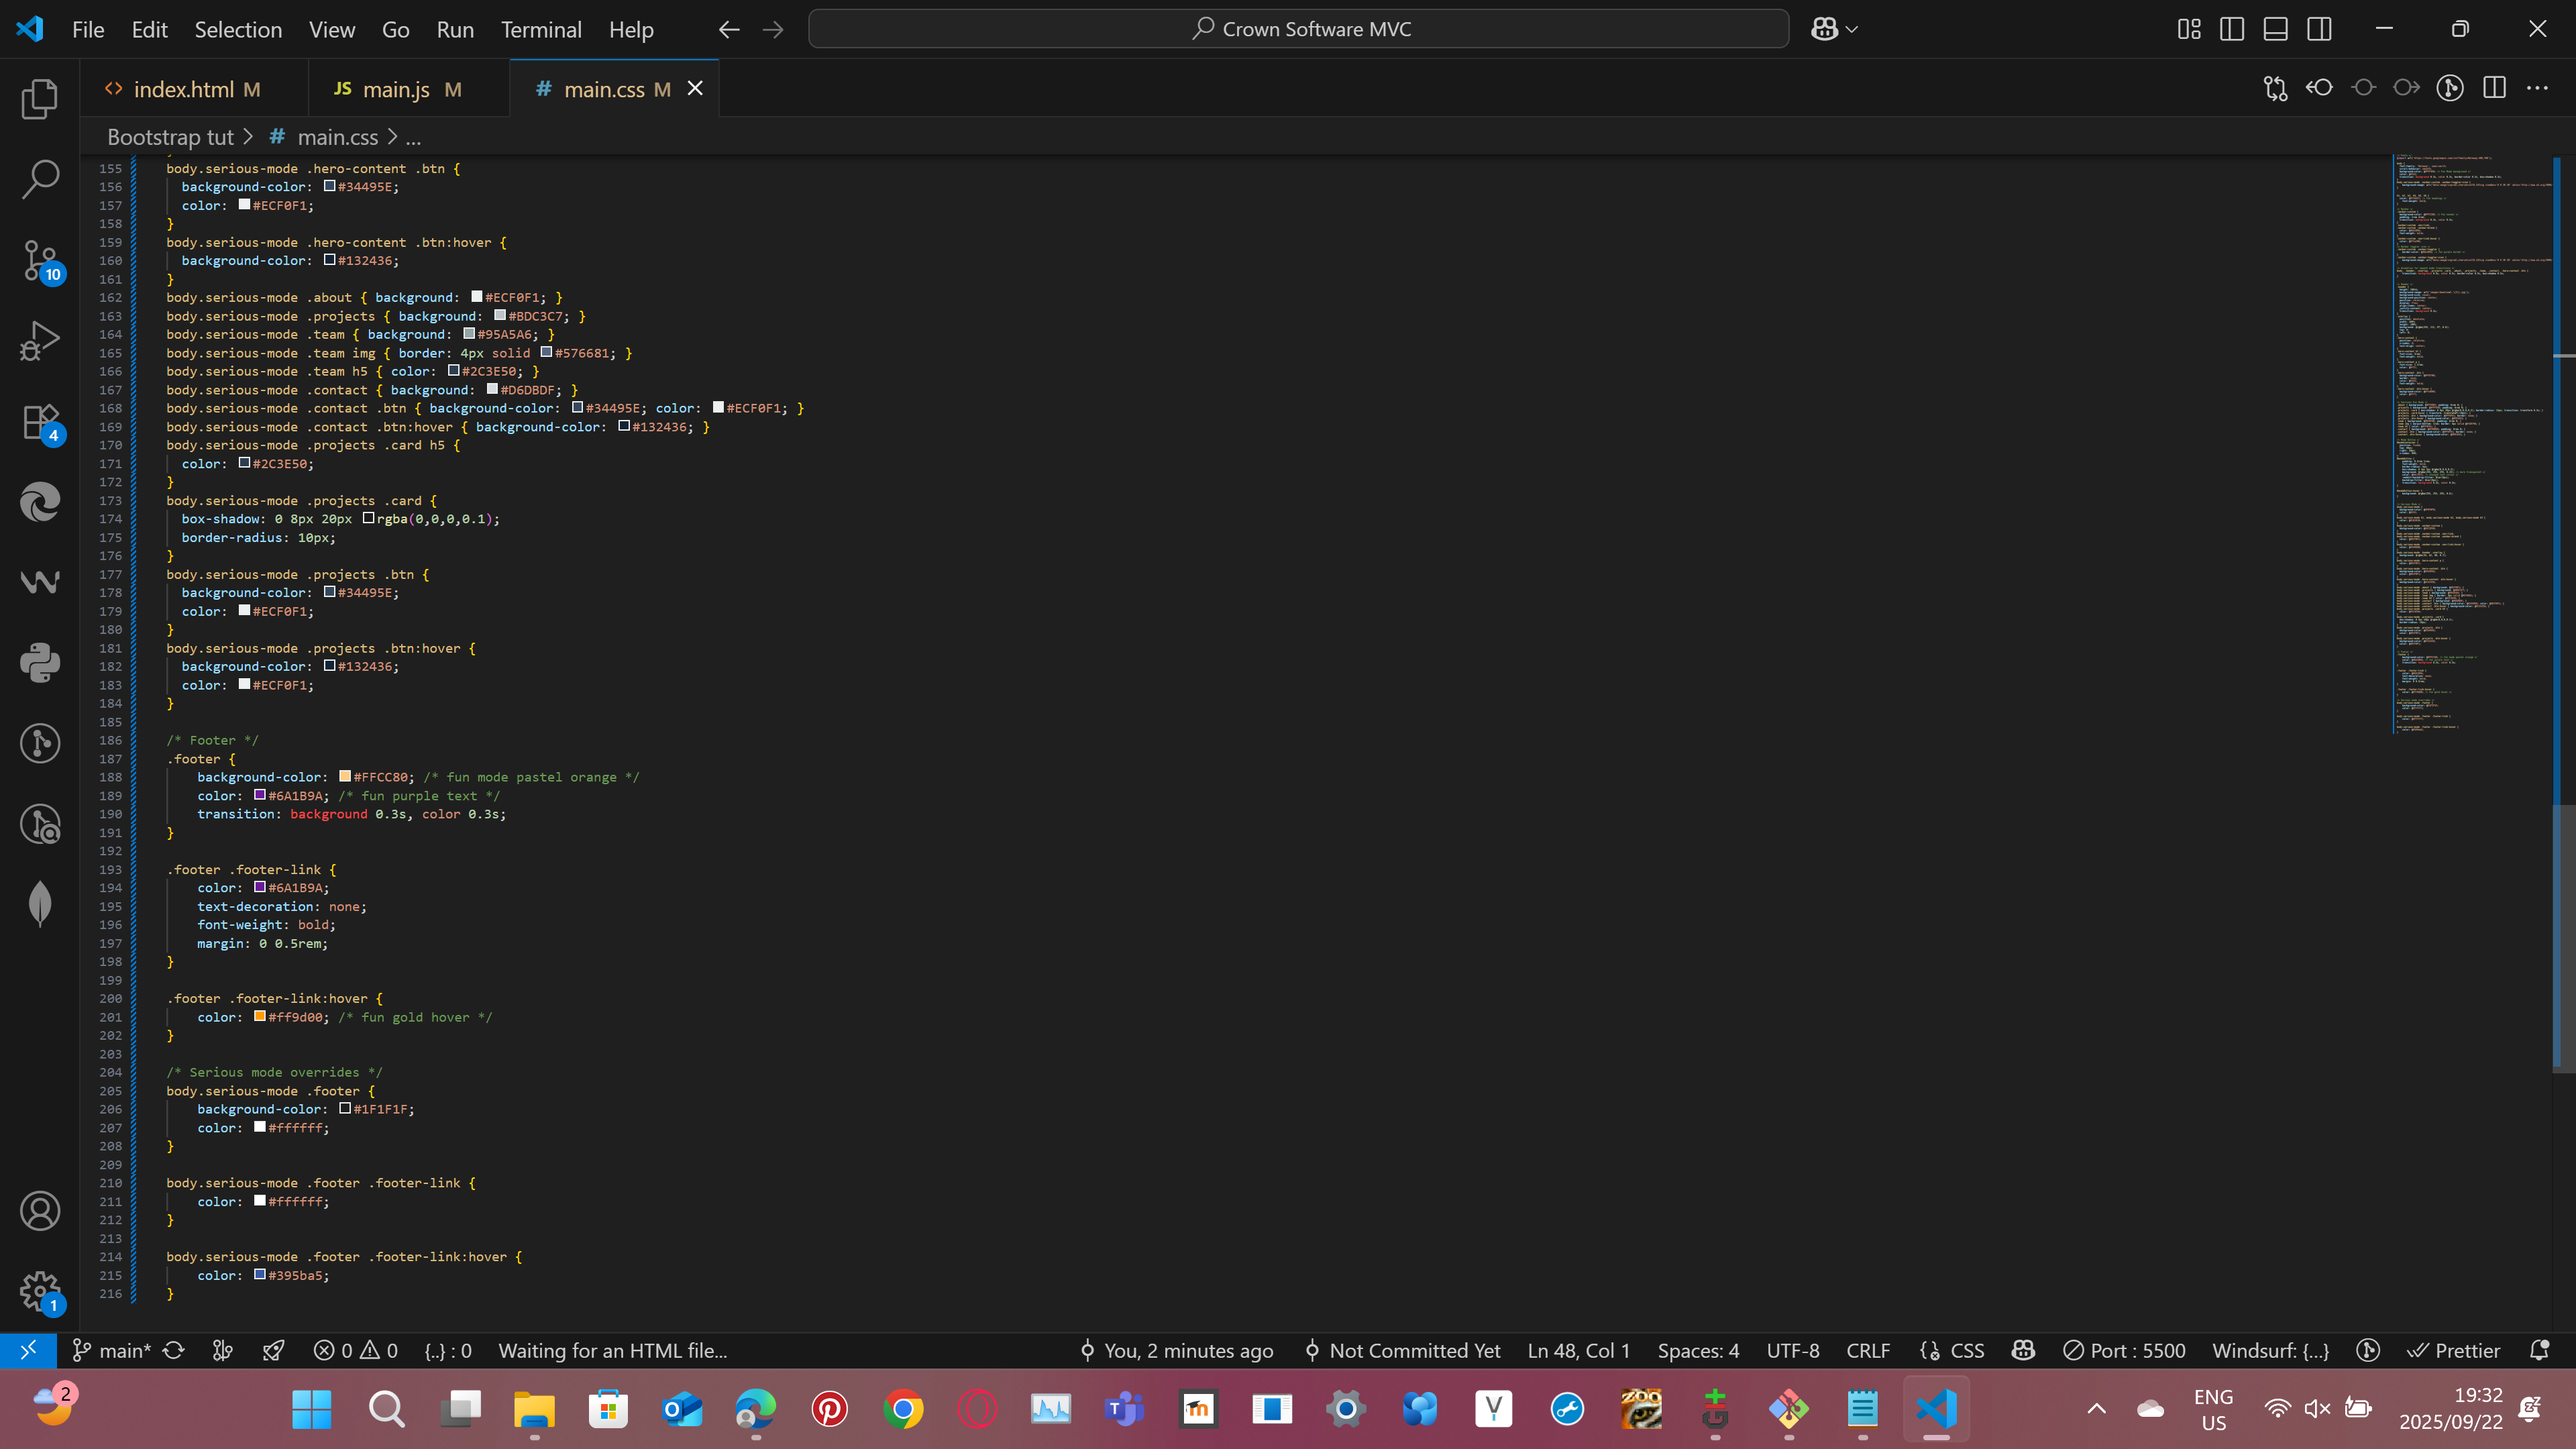 File Edit Selection View Go Run Terminal Help
Crown Software MVC
index.html M
JS main.js M
# main.css M
Bootstrap tut > # main.css > ...
155 body.serious-mode .hero-content .btn {
156 background-color: #34495E;
157 color: #ECF0F1;
158 }
159 body.serious-mode .hero-content .btn:hover {
160 background-color: #132436;
161 }
162 body.serious-mode .about { background: #ECF0F1; }
163 body.serious-mode .projects { background: #BDC3C7; }
164 body.serious-mode .team { background: #95A5A6; }
165 body.serious-mode .team img { border: 4px solid #576681; }
166 body.serious-mode .team h5 { color: #2C3E50; }
167 body.serious-mode .contact { background: #D6DBDF; }
168 body.serious-mode .contact .btn { background-color: #34495E; color: #ECF0F1; }
169 body.serious-mode .contact .btn:hover { background-color: #132436; }
170 body.serious-mode .projects .card h5 {
171 color: #2C3E50;
172 }
173 body.serious-mode .projects .card {
174 box-shadow: 0 8px 20px rgba(0,0,0,0.1);
175 border-radius: 10px;
176 }
177 body.serious-mode .projects .btn {
178 background-color: #34495E;
179 color: #ECF0F1;
180 }
181 body.serious-mode .projects .btn:hover {
182 background-color: #132436;
183 color: #ECF0F1;
184 }
185
186 /* Footer */
187 .footer {
188 background-color: #FFCC80; /* fun mode pastel orange */
189 color: #6A1B9A; /* fun purple text */
190 transition: background 0.3s, color 0.3s;
191 }
192
193 .footer .footer-link {
194 color: #6A1B9A;
195 text-decoration: none;
196 font-weight: bold;
197 margin: 0 0.5rem;
198 }
199
200 .footer .footer-link:hover {
201 color: #ff9d00; /* fun gold hover */
202 }
203
204 /* Serious mode overrides */
205 body.serious-mode .footer {
206 background-color: #1F1F1F;
207 color: #ffffff;
208 }
209
210 body.serious-mode .footer .footer-link {
211 color: #ffffff;
212 }
213
214 body.serious-mode .footer .footer-link:hover {
215 color: #395ba5;
216 }
10
4
1
main* 0 0 {..} : 0 Waiting for an HTML file... You, 2 minutes ago Not Committed Yet Ln 48, Col 1 Spaces: 4 UTF-8 CRLF CSS Port : 5500 Windsurf: {...} Prettier
2
ZOO
ENG
US
19:32
2025/09/22